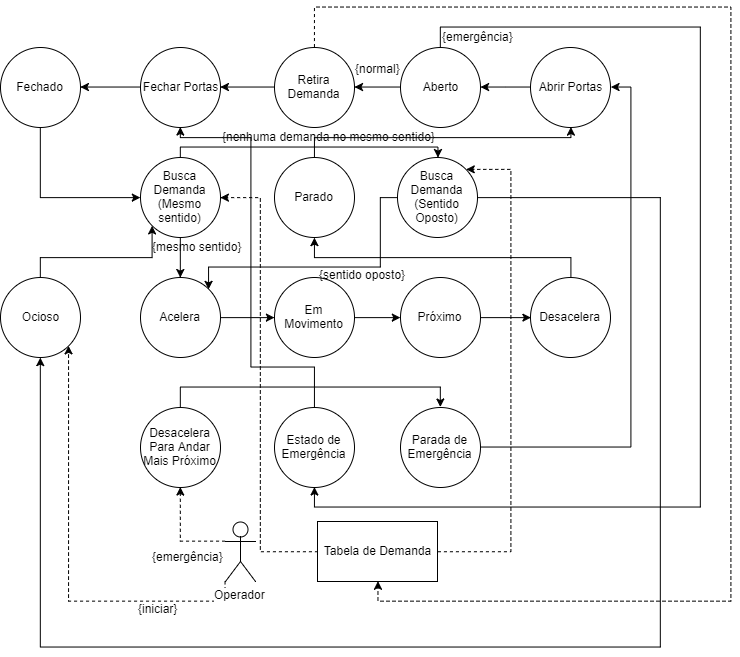 {emergência}
{normal}
Fechado
Fechar Portas
Retira
Demanda
Aberto
Abrir Portas
{nenhuma demanda no mesmo sentido}
Busca
Demanda
(Mesmo
sentido)
Parado
Busca
Demanda
(Sentido
Oposto)
{mesmo sentido}
{sentido oposto}
Ocioso
Acelera
Em
Movimento
Próximo
Desacelera
Desacelera
Para Andar
Mais Próximo
Estado de
Emergência
Parada de
Emergência
{emergência}
Tabela de Demanda
Operador
{iniciar}